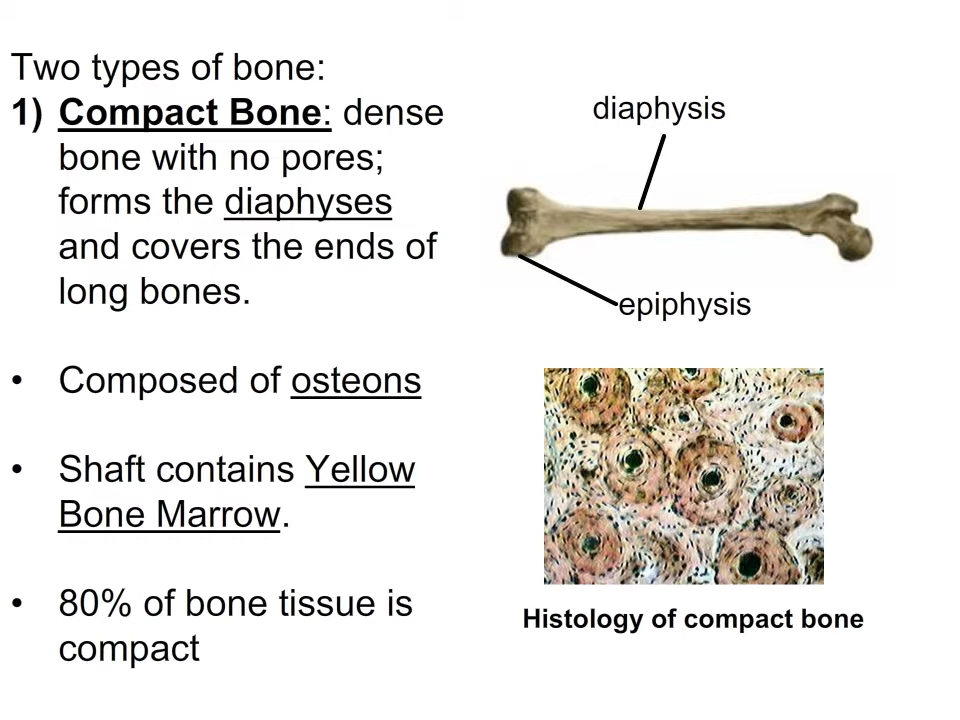 Two types of bone:
1) Compact Bone: dense
bone with no pores;
forms the diaphyses
and covers the ends of
long bones.
• Composed of osteons
• Shaft contains Yellow
Bone Marrow.
• 80% of bone tissue is
compact
diaphysis
epiphysis
Histology of compact bone